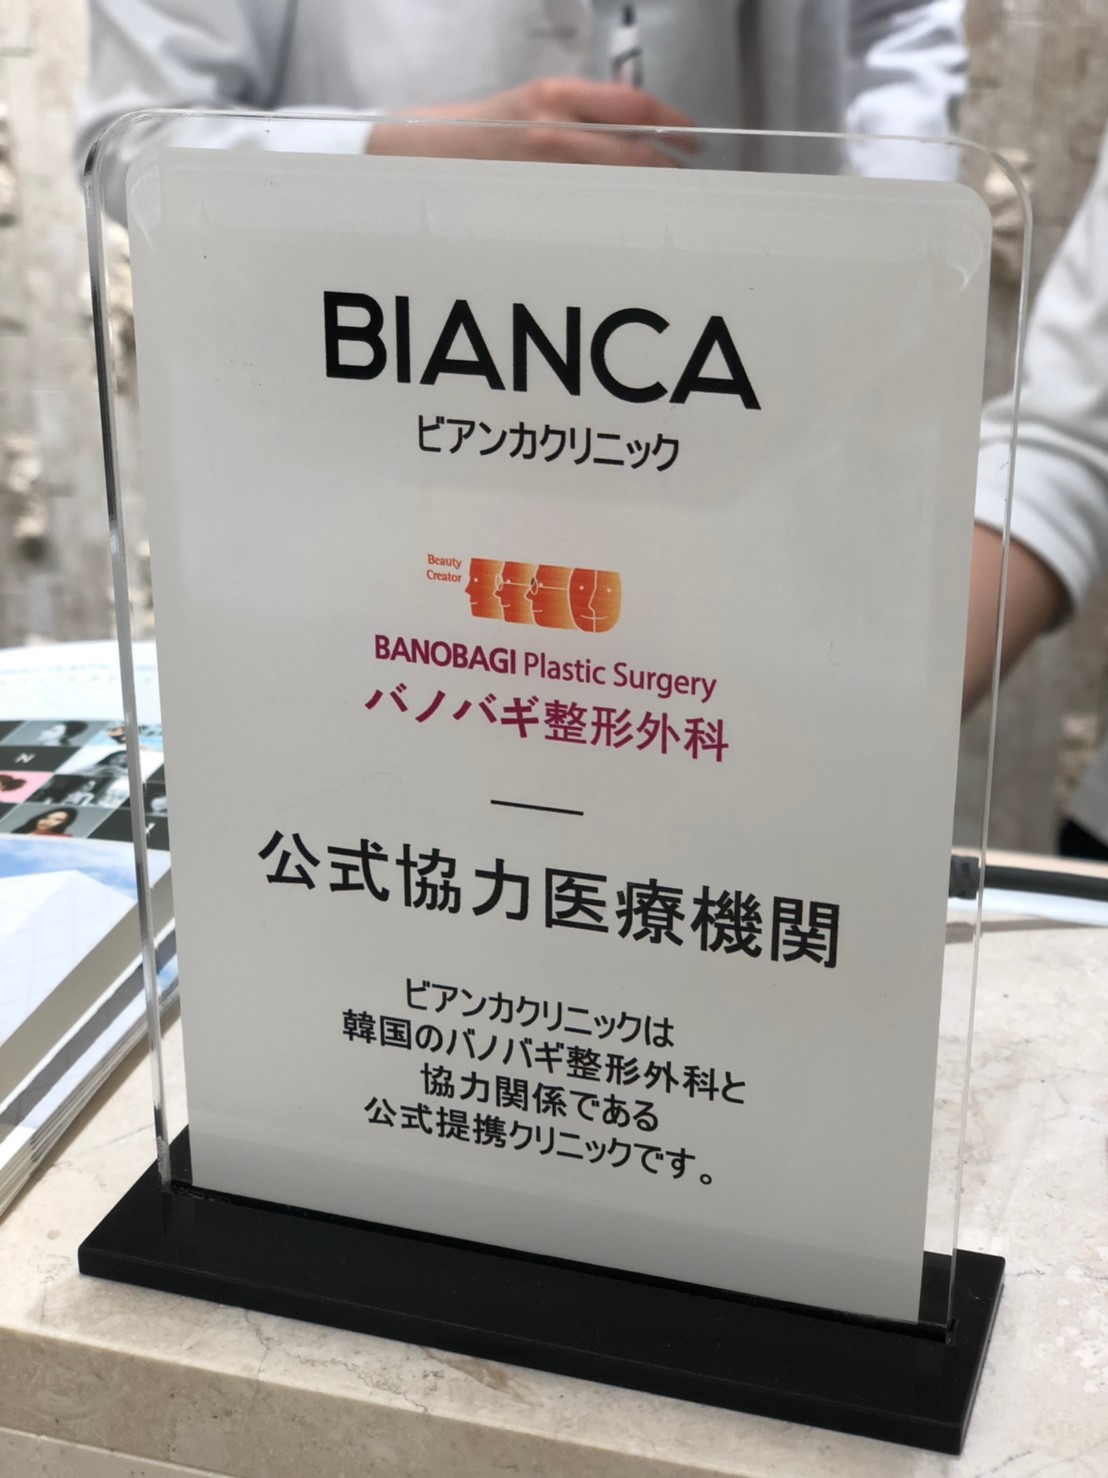 BIANCA
ビアンカクリニック
Beauty
Creator
BANOBAGI Plastic Surgery
バノバギ整形外科
公式協力医療機関
ビアンカクリニックは
韓国のバノバギ整形外科と
協力関係である
公式提携クリニックです。